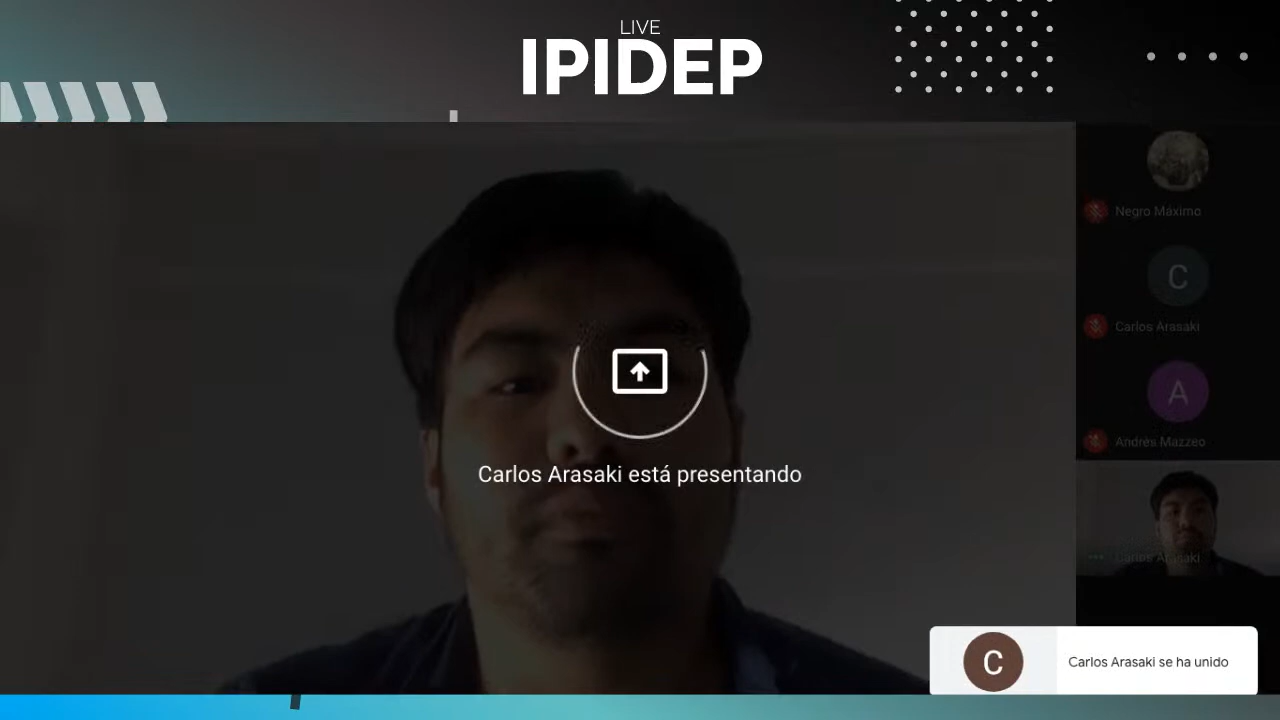 LIVE
IPIDEP
Negro Máximo
C
Carlos Arasaki
A
Andrés Mazzeo
Carlos Arasaki
Carlos Arasaki está presentando
C
Carlos Arasaki se ha unido